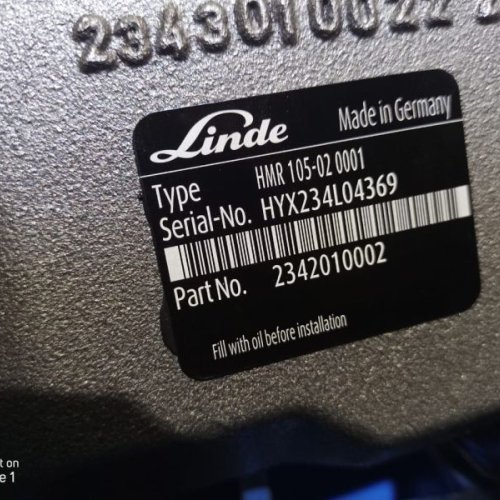 2343010022
Linde
Made in Germany
Type HMR 105-02 0001
Serial-No. HYX234L04369
Part No. 2342010002
Fill with oil before installation